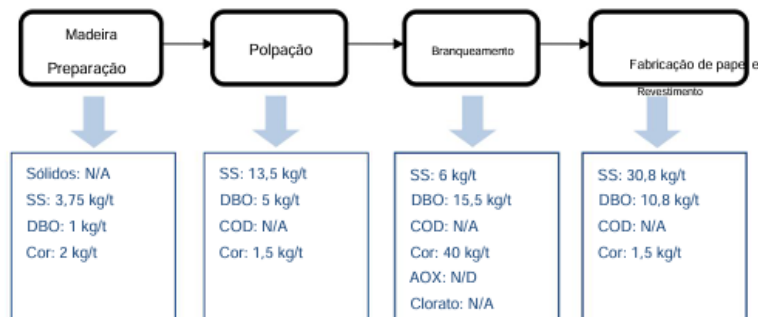 Madeira
Preparação
Polpação
Branqueamento
Fabricação de papel e
Revestimento
Sólidos: N/A
SS: 3,75 kg/t
DBO: 1 kg/t
Cor: 2 kg/t
SS: 13,5 kg/t
DBO: 5 kg/t
COD: N/A
Cor: 1,5 kg/t
SS: 6 kg/t
DBO: 15,5 kg/t
COD: N/A
Cor: 40 kg/t
AOX: N/D
Clorato: N/A
SS: 30,8 kg/t
DBO: 10,8 kg/t
COD: N/A
Cor: 1,5 kg/t